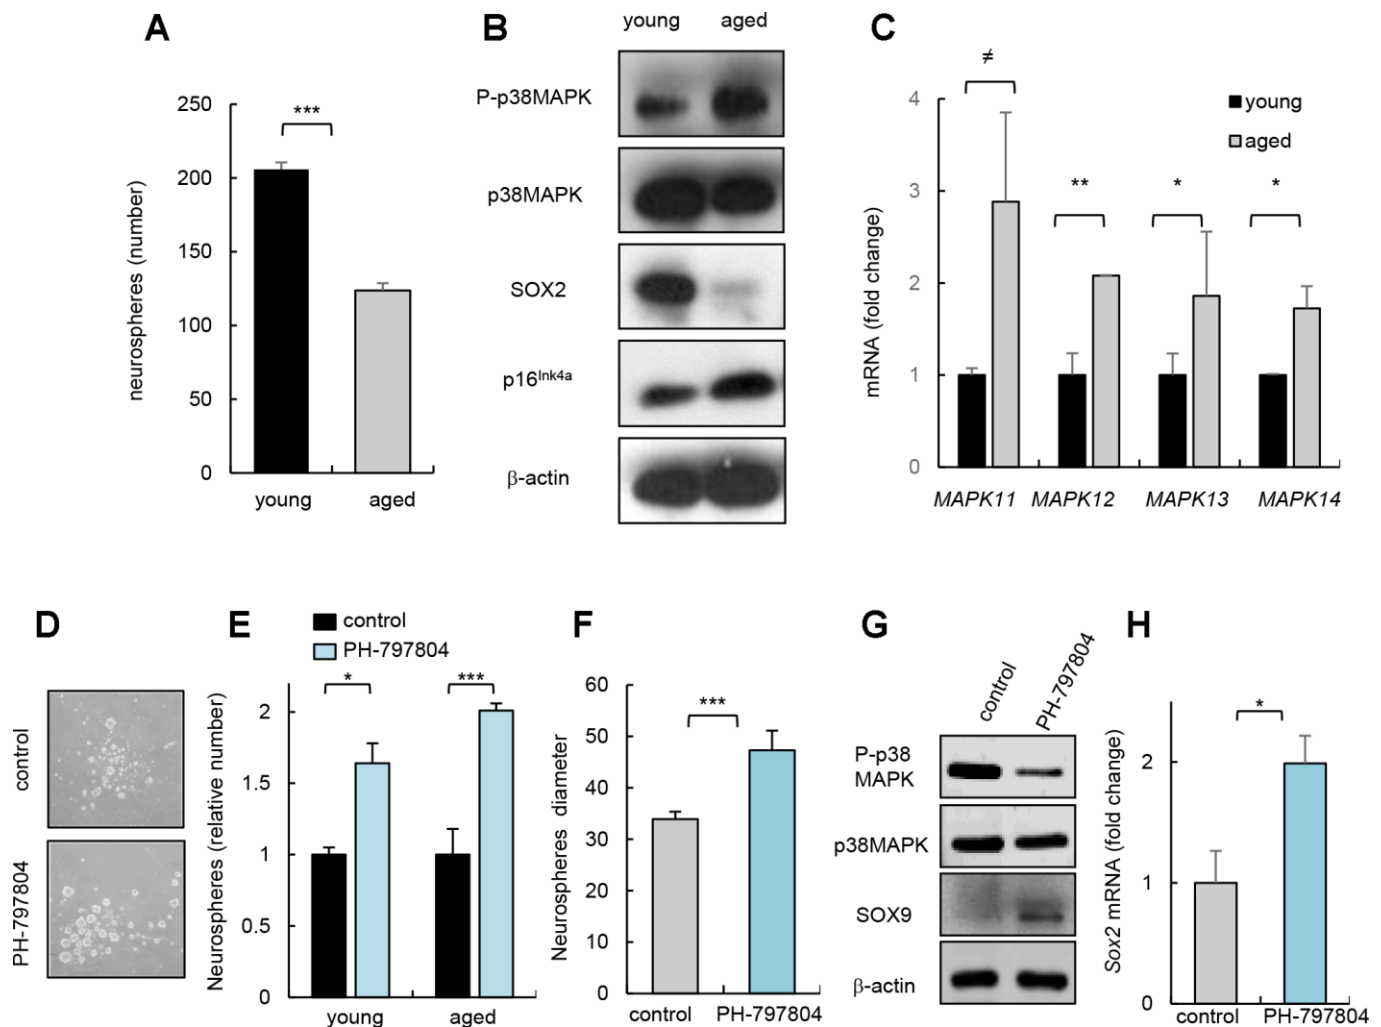 A
neurospheres (number)
250
200
150
100
50
0
***
young
aged
B
young aged
P-p38MAPK
p38MAPK
SOX2
p16Ink4a
β-actin
C
mRNA (fold change)
4
3
2
1
0
≠
**
*
*
young
aged
MAPK11
MAPK12
MAPK13
MAPK14
D
control
PH-797804
E
control
PH-797804
Neurospheres (relative number)
2
1.5
1
0.5
0
*
***
young
aged
F
Neurospheres diameter
60
50
40
30
20
10
0
***
control
PH-797804
G
control
PH-797804
P-p38
MAPK
p38MAPK
SOX9
β-actin
H
Sox2 mRNA (fold change)
2
1
0
*
control
PH-797804